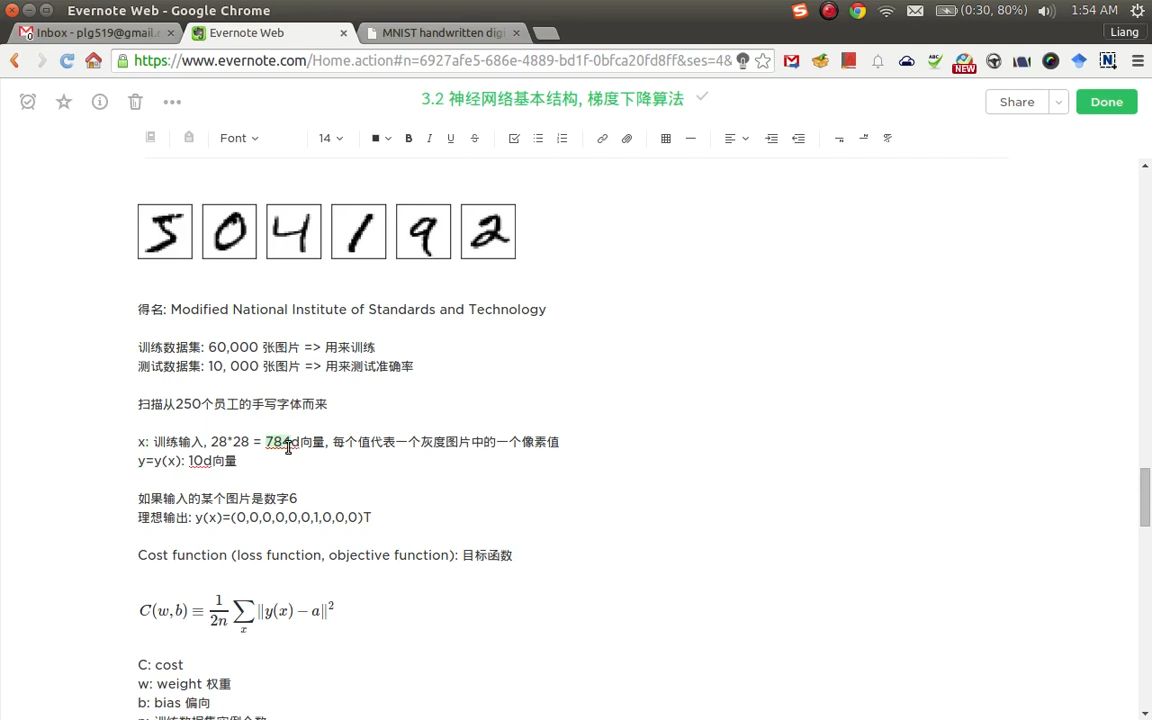 Evernote Web - Google Chrome
(0:30, 80%)
1:54 AM
Inbox - plg519@gmail.
Evernote Web
MNIST handwritten digi
Liang
https://www.evernote.com/Home.action#n=6927afe5-686e-4889-bd1f-0bfca20fd8ff&ses=4&
NEW
3.2 神经网络基本结构, 梯度下降算法
Share
Done
Font
14
B I U S
5 0 4 1 9 2
得名: Modified National Institute of Standards and Technology
训练数据集: 60,000 张图片 => 用来训练
测试数据集: 10, 000 张图片 => 用来测试准确率
扫描从250个员工的手写字体而来
x: 训练输入, 28*28 = 784d向量, 每个值代表一个灰度图片中的一个像素值
y=y(x): 10d向量
如果输入的某个图片是数字6
理想输出: y(x)=(0,0,0,0,0,0,1,0,0,0)T
Cost function (loss function, objective function): 目标函数
C(w,b) ≡ 1/2n ∑x ‖y(x) − a‖²
C: cost
w: weight 权重
b: bias 偏向